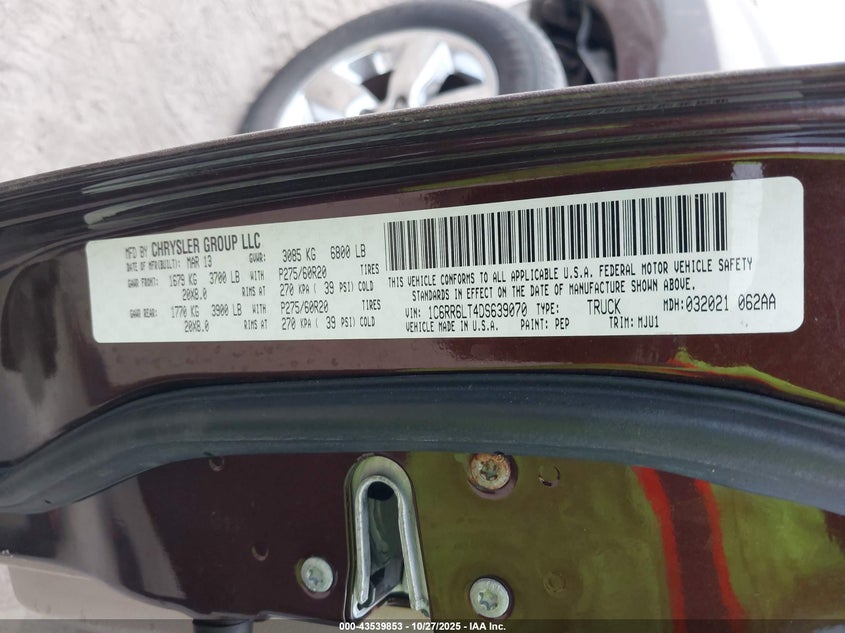 MFD BY CHRYSLER GROUP LLC
DATE OF MFR(BUILT): MAR 13 GVWR: 3085 KG 6800 LB
GAWR FRONT: 1679 KG 3700 LB WITH P275/60R20 TIRES
20X8.0 RIMS AT 270 KPA ( 39 PSI) COLD
GAWR REAR: 1770 KG 3900 LB WITH P275/60R20 TIRES
20X8.0 RIMS AT 270 KPA ( 39 PSI) COLD
THIS VEHICLE CONFORMS TO ALL APPLICABLE U.S.A. FEDERAL MOTOR VEHICLE SAFETY
STANDARDS IN EFFECT ON THE DATE OF MANUFACTURE SHOWN ABOVE.
VIN: 1C6RR6LT4DS639070 TYPE: TRUCK MDH: 032021 062AA
VEHICLE MADE IN U.S.A. PAINT: PEP TRIM: MJU1
000-43539853 - 10/27/2025 - IAA Inc.